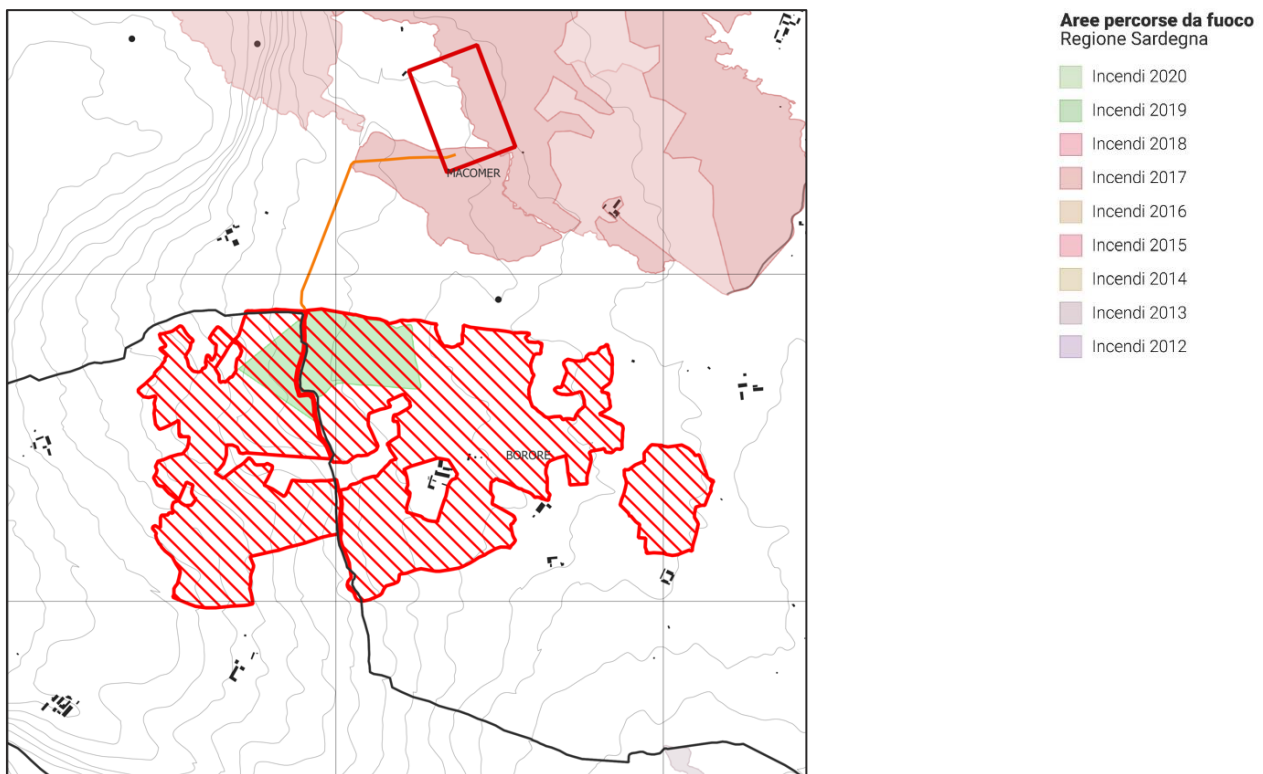 MACOMER
BORORE
Aree percorse da fuoco
Regione Sardegna
Incendi 2020
Incendi 2019
Incendi 2018
Incendi 2017
Incendi 2016
Incendi 2015
Incendi 2014
Incendi 2013
Incendi 2012